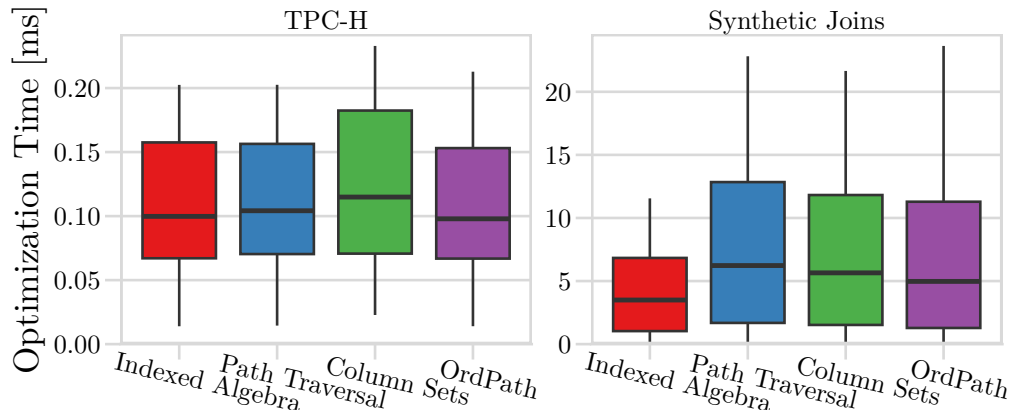 TPC-H
Synthetic Joins
Optimization Time [ms]
0.20
0.15
0.10
0.05
0.00
20
15
10
5
0
Indexed
Algebra
Path Traversal
Column Sets
OrdPath
Indexed
Algebra
Path Traversal
Column Sets
OrdPath